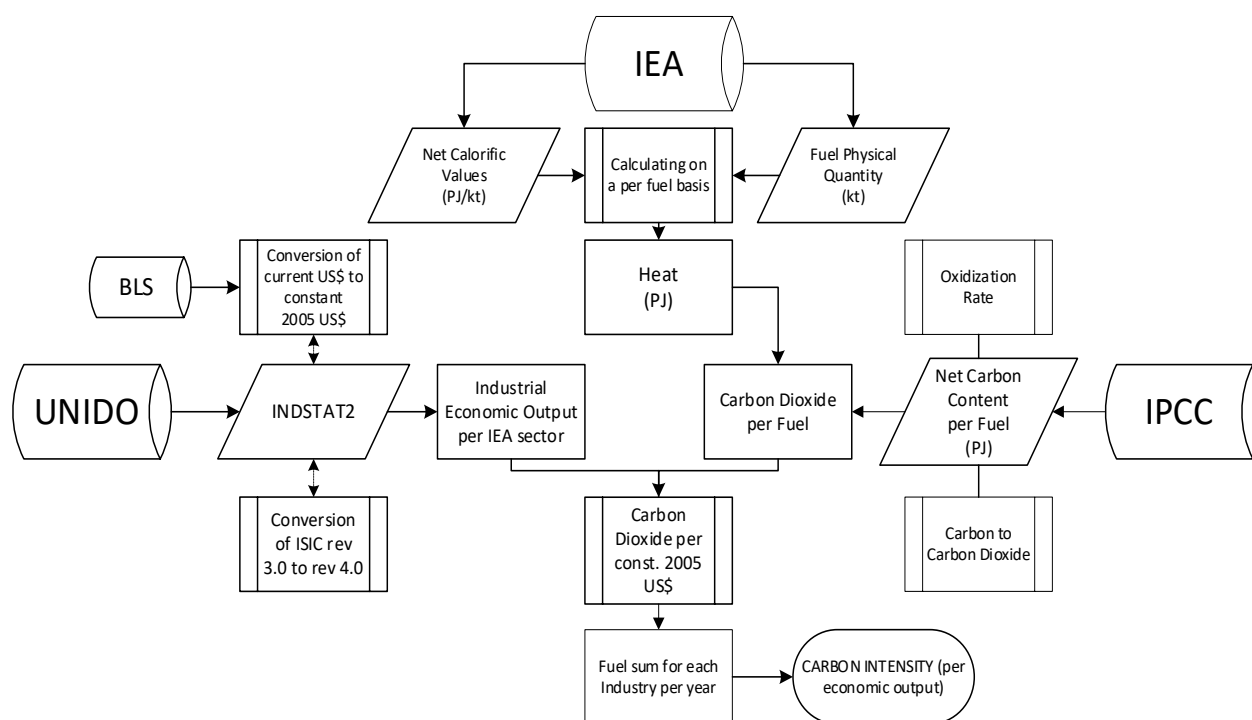 IEA
Net Calorific
Values
(PJ/kt)
Calculating on
a per fuel basis
Fuel Physical
Quantity
(kt)
BLS
Conversion of
current US$ to
constant
2005 US$
Heat
(PJ)
Oxidization
Rate
UNIDO
INDSTAT2
Industrial
Economic Output
per IEA sector
Carbon Dioxide
per Fuel
Net Carbon
Content
per Fuel
(PJ)
IPCC
Conversion
of ISIC rev
3.0 to rev 4.0
Carbon
Dioxide per
const. 2005
US$
Carbon to
Carbon Dioxide
Fuel sum for each
Industry per year
CARBON INTENSITY (per
economic output)